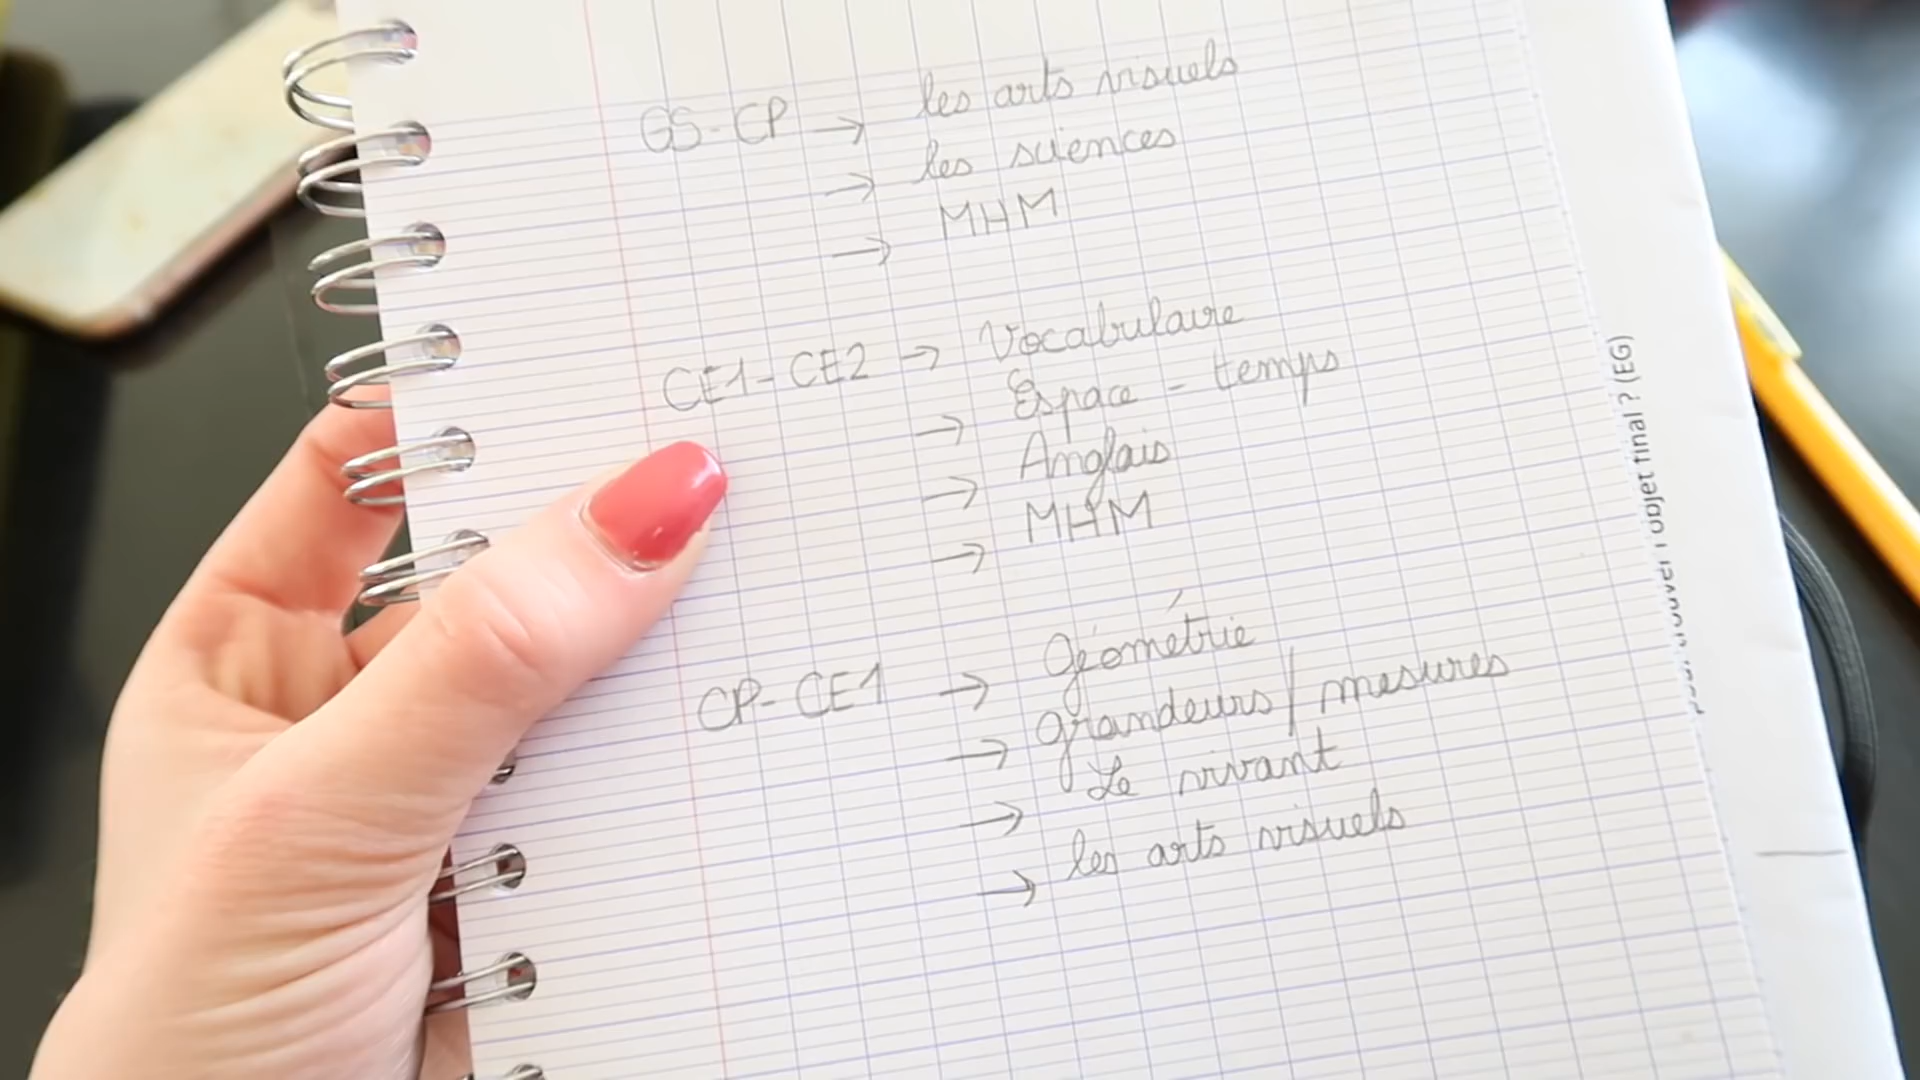 GS-CP → les arts visuels
→ les sciences
→ MHM
CE1-CE2 → Vocabulaire
→ Espace - temps
→ Anglais
→ MHM
CP-CE1 → Géométrie
→ grandeurs/mesures
→ Le vivant
→ les arts visuels
objet final ? (EG)